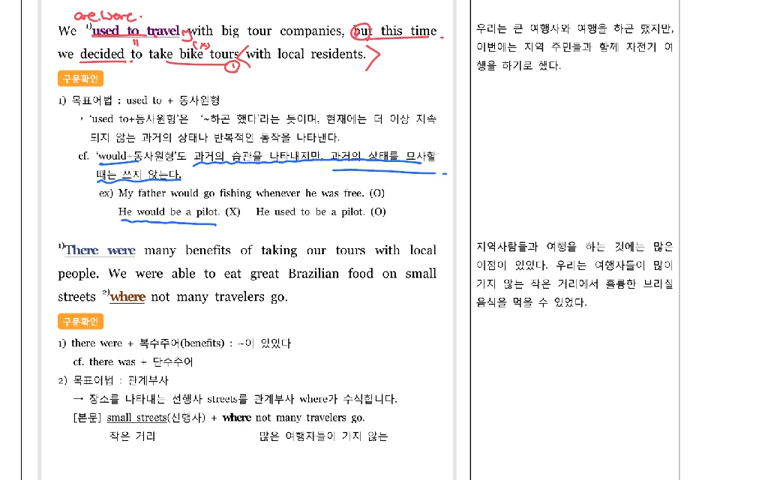 are, were.
We 1)used to travel with big tour companies, but this time
we decided to take bike tours with local residents.
구문확인
1) 목표어법 : used to + 동사원형
'used to+동사원형'은 '~하곤 했다'라는 뜻이며, 현재에는 더 이상 지속
되지 않는 과거의 상태나 반복적인 동작을 나타낸다.
cf. 'would+동사원형'도 과거의 습관을 나타내지만, 과거의 상태를 묘사할
때는 쓰지 않는다.
ex) My father would go fishing whenever he was free. (O)
He would be a pilot. (X) He used to be a pilot. (O)
1)There were many benefits of taking our tours with local
people. We were able to eat great Brazilian food on small
streets 2)where not many travelers go.
구문확인
1) there were + 복수주어(benefits) : ~이 있었다
cf. there was + 단수주어
2) 목표어법 : 관계부사
→ 장소를 나타내는 선행사 streets를 관계부사 where가 수식합니다.
[본문] small streets(선행사) + where not many travelers go.
작은 거리 많은 여행자들이 가지 않는
우리는 큰 여행사와 여행을 하곤 했지만,
이번에는 지역 주민들과 함께 자전거 여
행을 하기로 했다.
지역사람들과 여행을 하는 것에는 많은
이점이 있었다. 우리는 여행자들이 많이
가지 않는 작은 거리에서 훌륭한 브라질
음식을 먹을 수 있었다.